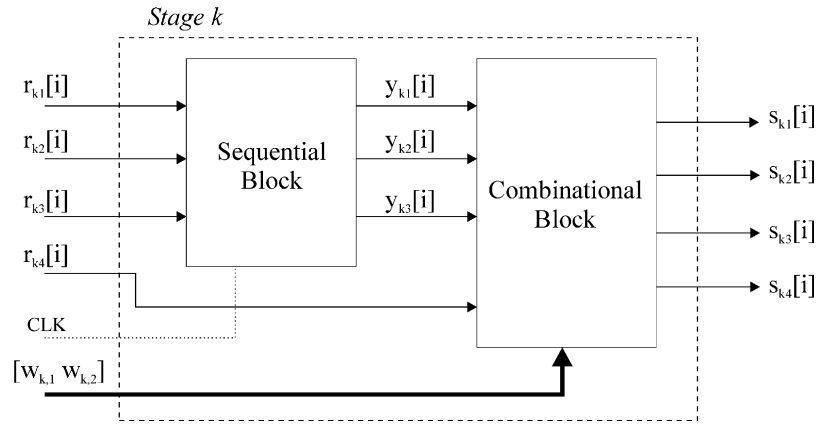 Stage k
r_k1[i]
r_k2[i]
r_k3[i]
r_k4[i]
CLK
[w_k,1 w_k,2]
Sequential
Block
y_k1[i]
y_k2[i]
y_k3[i]
Combinational
Block
s_k1[i]
s_k2[i]
s_k3[i]
s_k4[i]